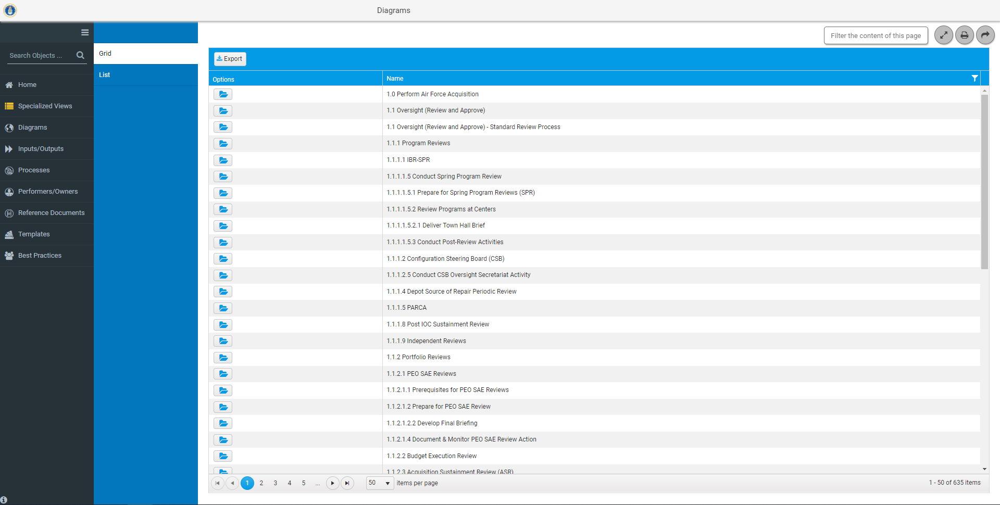 Diagrams
Search Objects ...
Home
Specialized Views
Diagrams
Inputs/Outputs
Processes
Performers/Owners
Reference Documents
Templates
Best Practices
Grid
List
Filter the content of this page
Export
Options Name
1.0 Perform Air Force Acquisition
1.1 Oversight (Review and Approve)
1.1 Oversight (Review and Approve) - Standard Review Process
1.1.1 Program Reviews
1.1.1.1 IBR-SPR
1.1.1.1.5 Conduct Spring Program Review
1.1.1.1.5.1 Prepare for Spring Program Reviews (SPR)
1.1.1.1.5.2 Review Programs at Centers
1.1.1.1.5.2.1 Deliver Town Hall Brief
1.1.1.1.5.3 Conduct Post-Review Activities
1.1.1.2 Configuration Steering Board (CSB)
1.1.1.2.5 Conduct CSB Oversight Secretariat Activity
1.1.1.4 Depot Source of Repair Periodic Review
1.1.1.5 PARCA
1.1.1.8 Post IOC Sustainment Review
1.1.1.9 Independent Reviews
1.1.2 Portfolio Reviews
1.1.2.1 PEO SAE Reviews
1.1.2.1.1 Prerequisites for PEO SAE Reviews
1.1.2.1.2 Prepare for PEO SAE Review
1.1.2.1.2.2 Develop Final Briefing
1.1.2.1.4 Document & Monitor PEO SAE Review Action
1.1.2.2 Budget Execution Review
1.1.2.3 Acquisition Sustainment Review (ASR)
1 2 3 4 5 ... 50 items per page 1 - 50 of 635 items